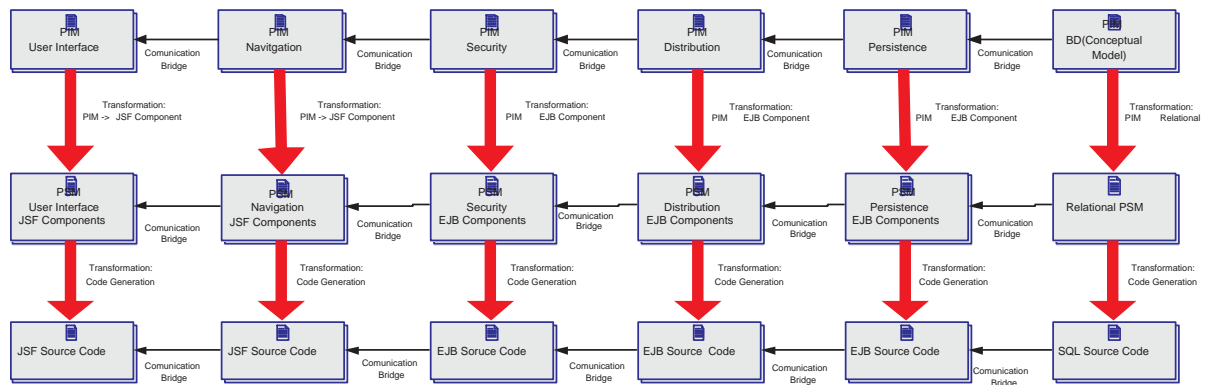 PIM
User Interface
PIM
Navitgation
PIM
Security
PIM
Distribution
PIM
Persistence
PIM
BD(Conceptual
Model)
Comunication
Bridge
Comunication
Bridge
Comunication
Bridge
Comunication
Bridge
Comunication
Bridge
Transformation:
PIM -> JSF Component
Transformation:
PIM -> JSF Component
Transformation:
PIM EJB Component
Transformation:
PIM EJB Component
Transformation:
PIM EJB Component
Transformation:
PIM Relational
PSM
User Interface
JSF Components
PSM
Navigation
JSF Components
PSM
Security
EJB Components
PSM
Distribution
EJB Components
PSM
Persistence
EJB Components
Relational PSM
Comunication
Bridge
Comunication
Bridge
Comunication
Bridge
Comunication
Bridge
Comunication
Bridge
Transformation:
Code Generation
Transformation:
Code Generation
Transformation:
Code Generation
Transformation:
Code Generation
Transformation:
Code Generation
Transformation:
Code Generation
JSF Source Code
JSF Source Code
EJB Soruce Code
EJB Source Code
EJB Source Code
SQL Source Code
Comunication
Bridge
Comunication
Bridge
Comunication
Bridge
Comunication
Bridge
Comunication
Bridge